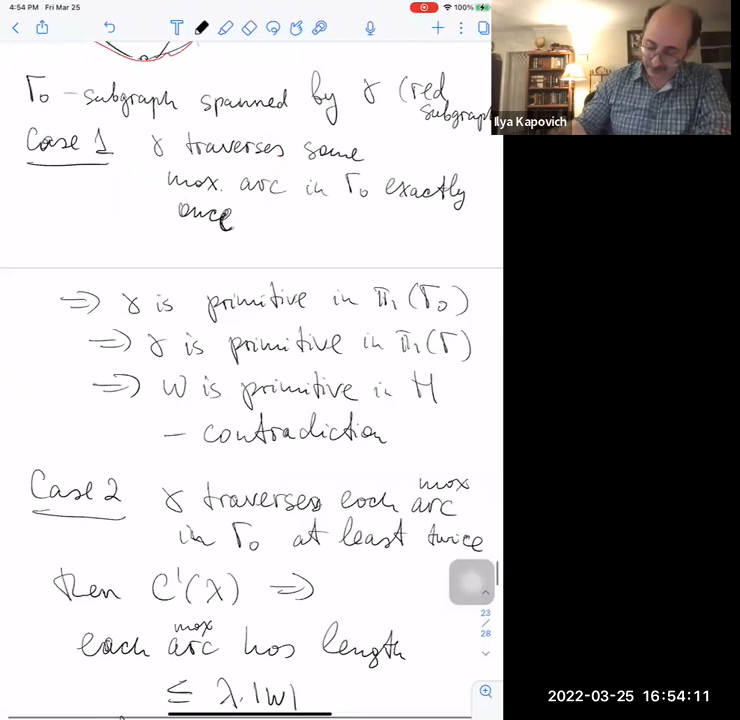 4:54 PM Fri Mar 25
100%
Γ₀ - subgraph spanned by γ (red subgraph
Ilya Kapovich
Case 1 γ traverses some
max. arc in Γ₀ exactly
once
⇒ γ is primitive in π₁(Γ₀)
⇒ γ is primitive in π₁(Γ)
⇒ w is primitive in H
- contradiction
Case 2 γ traverses each max arc
in Γ₀ at least twice
then C'(λ) ⇒
each max arc has length
≤ λ·|w|
23
/
28
2022-03-25 16:54:11